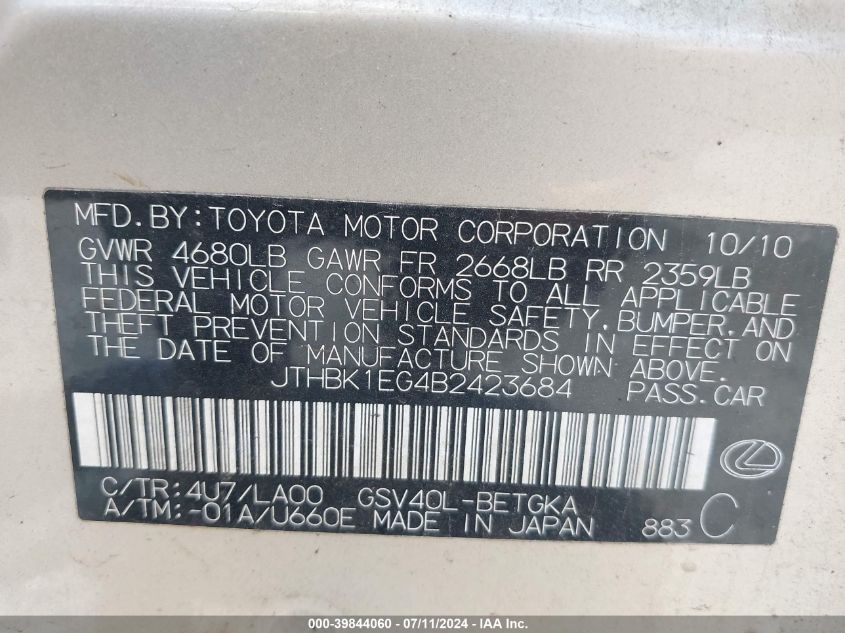 MFD.BY:TOYOTA MOTOR CORPORATION 10/10
GVWR 4680LB GAWR FR 2668LB RR 2359LB
THIS VEHICLE CONFORMS TO ALL APPLICABLE
FEDERAL MOTOR VEHICLE SAFETY,BUMPER,AND
THEFT PREVENTION STANDARDS IN EFFECT ON
THE DATE OF MANUFACTURE SHOWN ABOVE.
JTHBK1EG4B2423684 PASS.CAR
C/TR:4U7/LA00 GSV40L-BETGKA
A/TM:-01A/U660E MADE IN JAPAN 883 C
000-39844060 - 07/11/2024 - IAAI.com